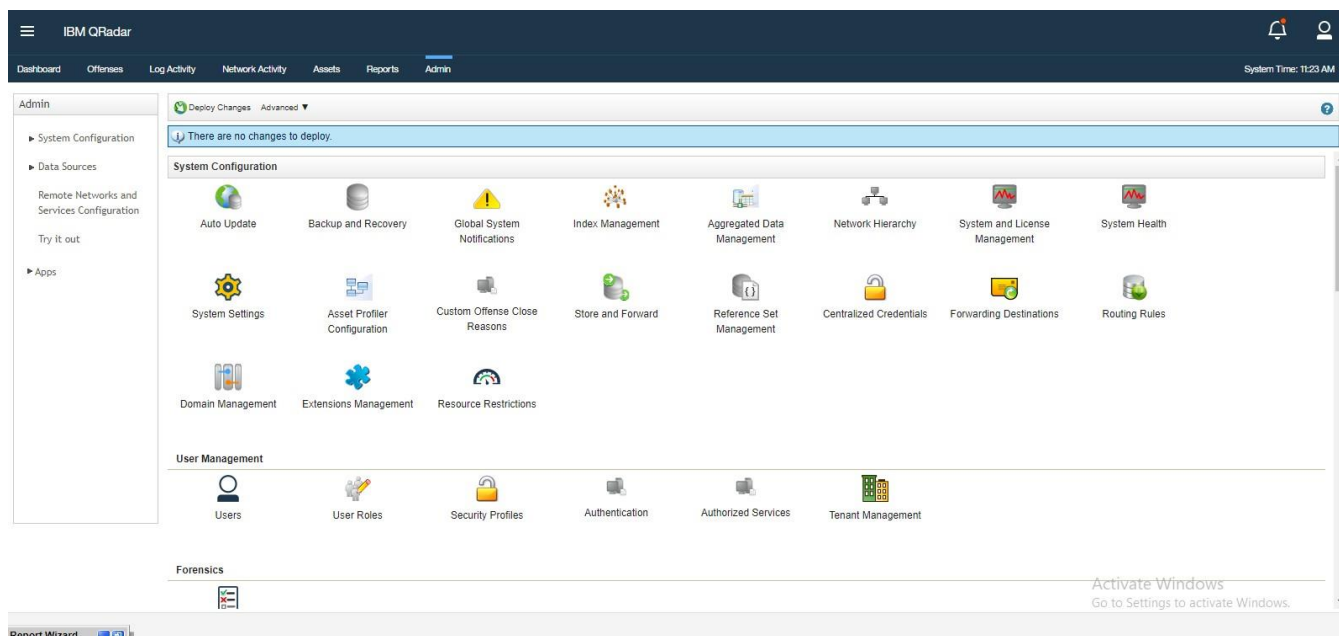 IBM QRadar
Dashboard Offenses Log Activity Network Activity Assets Reports Admin System Time: 11:23 AM
Admin
System Configuration
Data Sources
Remote Networks and
Services Configuration
Try it out
Apps
Deploy Changes Advanced ▼
There are no changes to deploy.
System Configuration
Auto Update
Backup and Recovery
Global System
Notifications
Index Management
Aggregated Data
Management
Network Hierarchy
System and License
Management
System Health
System Settings
Asset Profiler
Configuration
Custom Offense Close
Reasons
Store and Forward
Reference Set
Management
Centralized Credentials
Forwarding Destinations
Routing Rules
Domain Management
Extensions Management
Resource Restrictions
User Management
Users
User Roles
Security Profiles
Authentication
Authorized Services
Tenant Management
Forensics
Activate Windows
Go to Settings to activate Windows.
Report Wizard